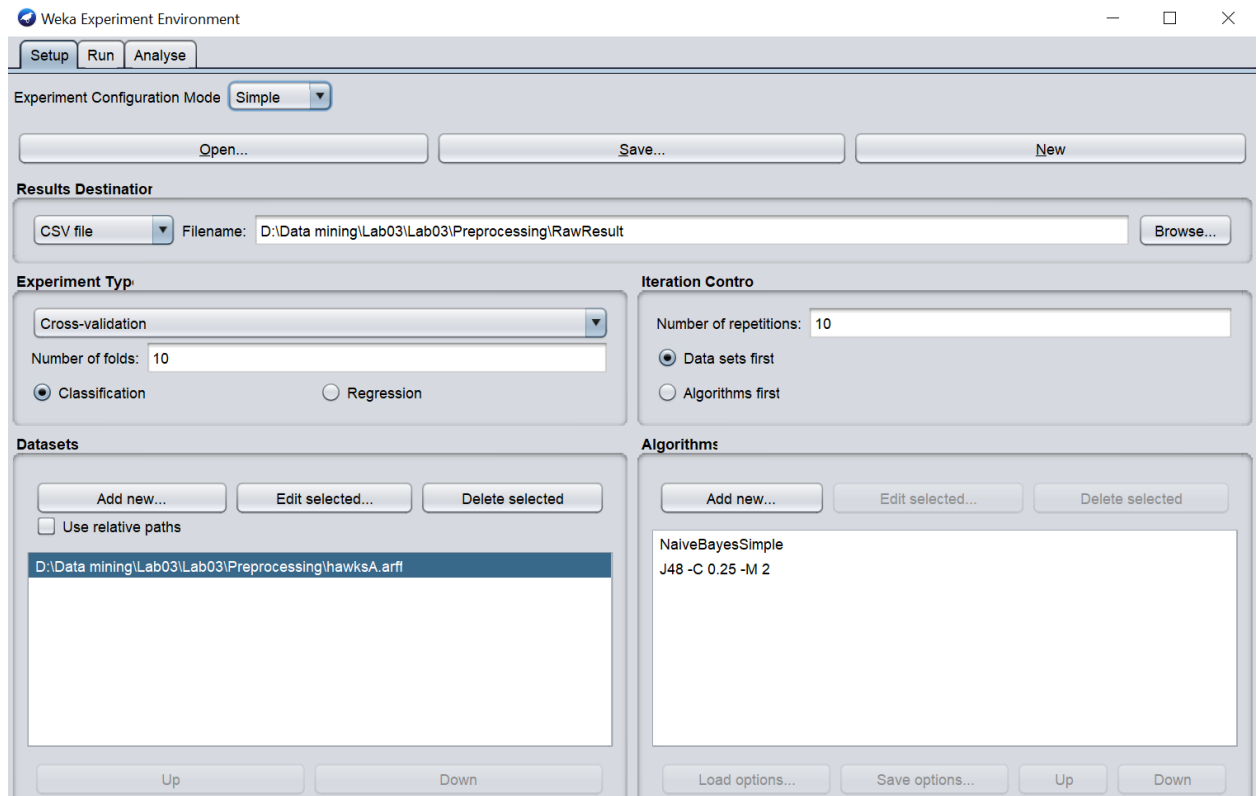 Weka Experiment Environment
Setup Run Analyse
Experiment Configuration Mode Simple
Open... Save... New
Results Destination
CSV file Filename: D:\Data mining\Lab03\Lab03\Preprocessing\RawResult Browse...
Experiment Typ
Cross-validation
Number of folds: 10
Classification Regression
Iteration Contro
Number of repetitions: 10
Data sets first
Algorithms first
Datasets
Add new... Edit selected... Delete selected
Use relative paths
D:\Data mining\Lab03\Lab03\Preprocessing\hawksA.arff
Up Down
Algorithms
Add new... Edit selected... Delete selected
NaiveBayesSimple
J48 -C 0.25 -M 2
Load options... Save options... Up Down